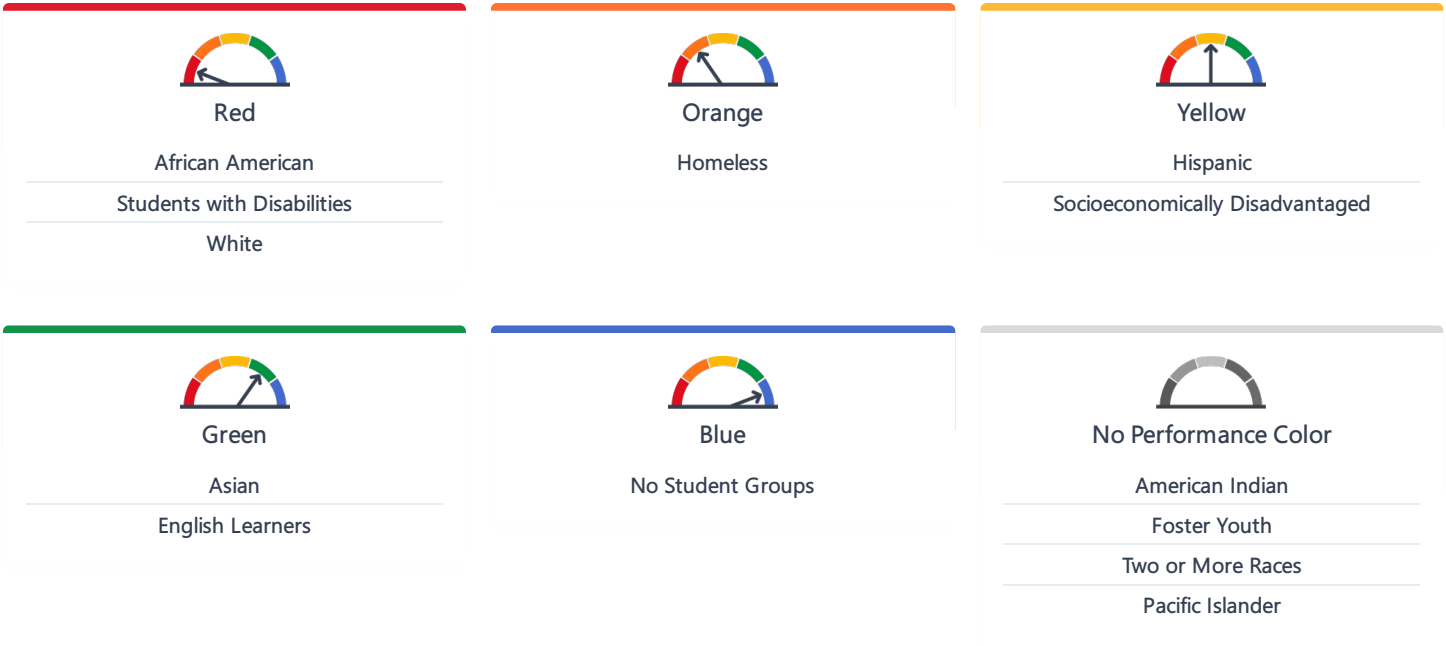 Red
African American
Students with Disabilities
White
Orange
Homeless
Yellow
Hispanic
Socioeconomically Disadvantaged
Green
Asian
English Learners
Blue
No Student Groups
No Performance Color
American Indian
Foster Youth
Two or More Races
Pacific Islander